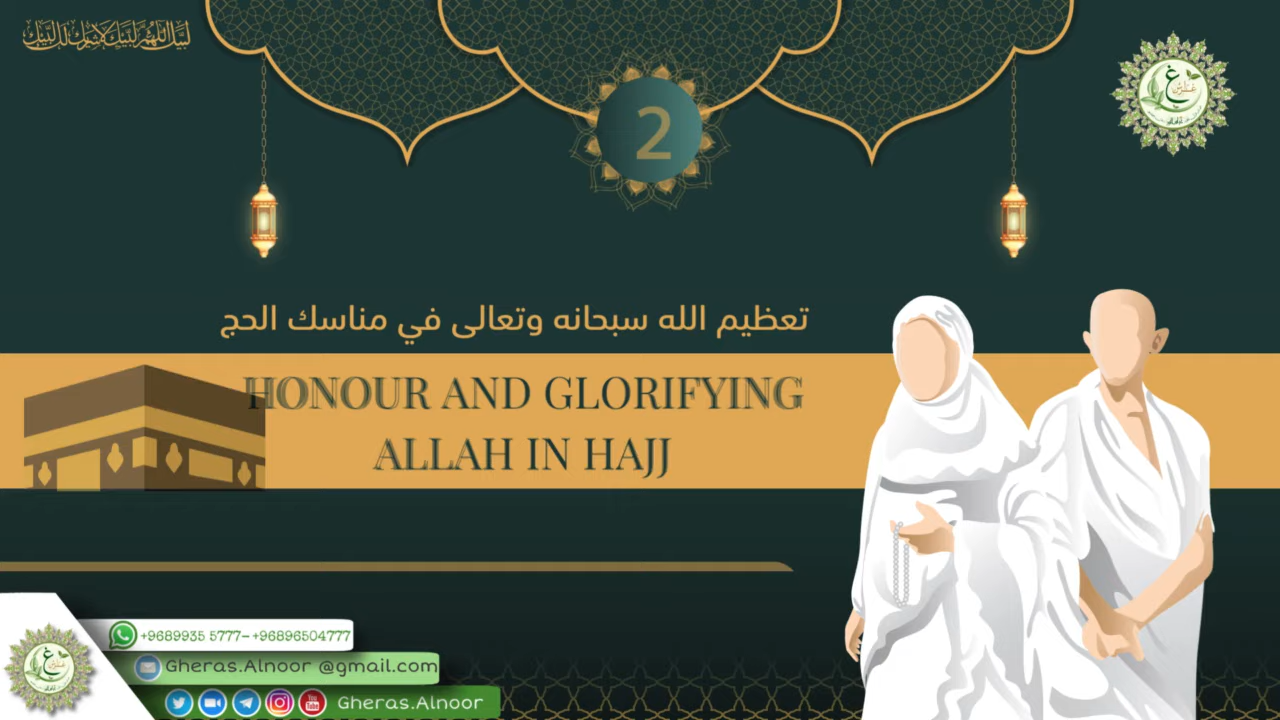 لبيك اللهم لبيك لا شريك لك لبيك
2
تعظيم الله سبحانه وتعالى في مناسك الحج
HONOUR AND GLORIFYING
ALLAH IN HAJJ
+9689935 5777-+96896504777
Gheras.Alnoor @gmail.com
Gheras.Alnoor